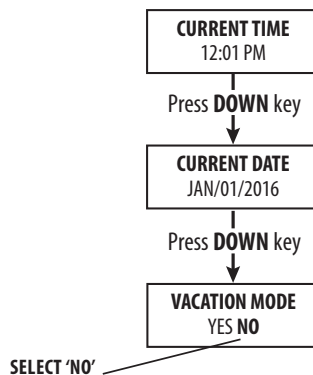 CURRENT TIME
12:01 PM
Press DOWN key
CURRENT DATE
JAN/01/2016
Press DOWN key
VACATION MODE
YES NO
SELECT ‘NO’